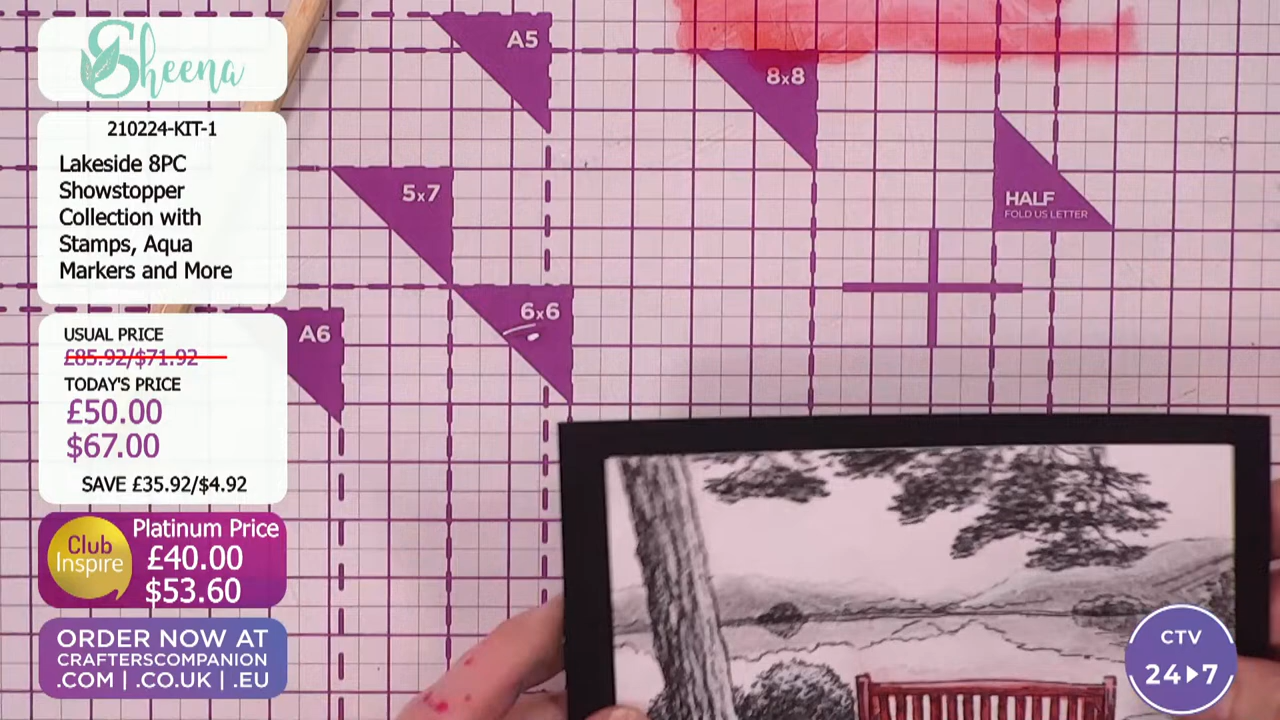 Sheena
210224-KIT-1
Lakeside 8PC
Showstopper
Collection with
Stamps, Aqua
Markers and More
USUAL PRICE
£85.92/$71.92
TODAY'S PRICE
£50.00
$67.00
SAVE £35.92/$4.92
Club
Inspire
Platinum Price
£40.00
$53.60
ORDER NOW AT
CRAFTERSCOMPANION
.COM | .CO.UK | .EU
A5
8x8
5x7
HALF
FOLD US LETTER
6x6
A6
CTV
24▶7